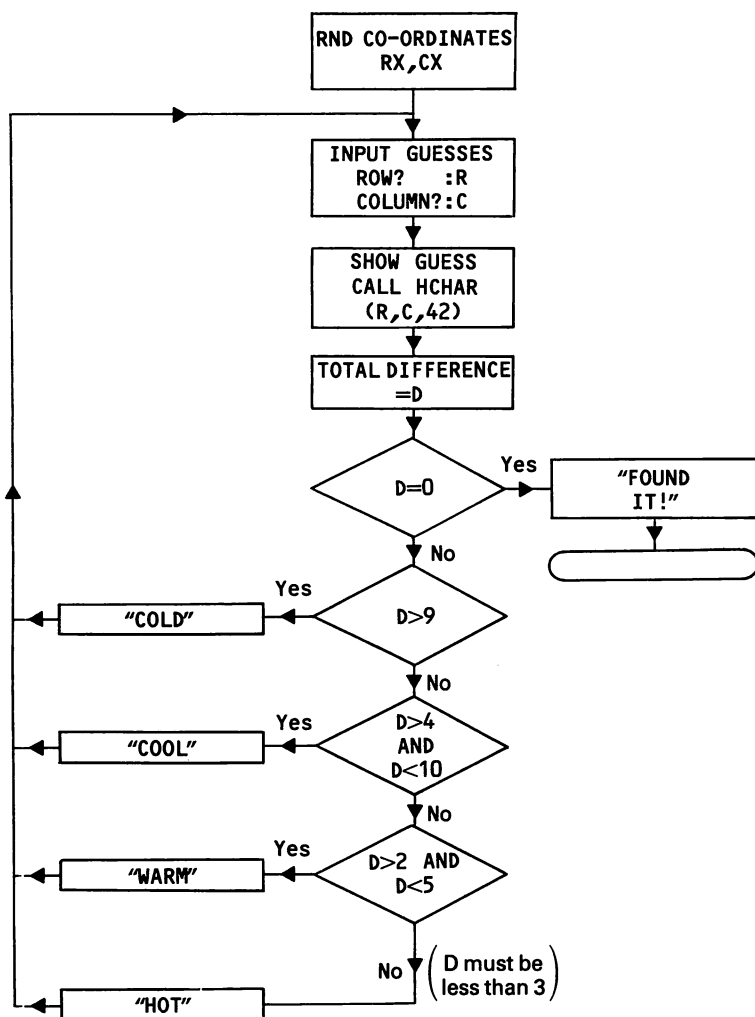 RND CO-ORDINATES
RX,CX
INPUT GUESSES
ROW? :R
COLUMN?:C
SHOW GUESS
CALL HCHAR
(R,C,42)
TOTAL DIFFERENCE
=D
D=0
Yes
"FOUND
IT!"
No
D>9
Yes
"COLD"
No
D>4
AND
D<10
Yes
"COOL"
No
D>2 AND
D<5
Yes
"WARM"
No
(D must be
less than 3)
"HOT"